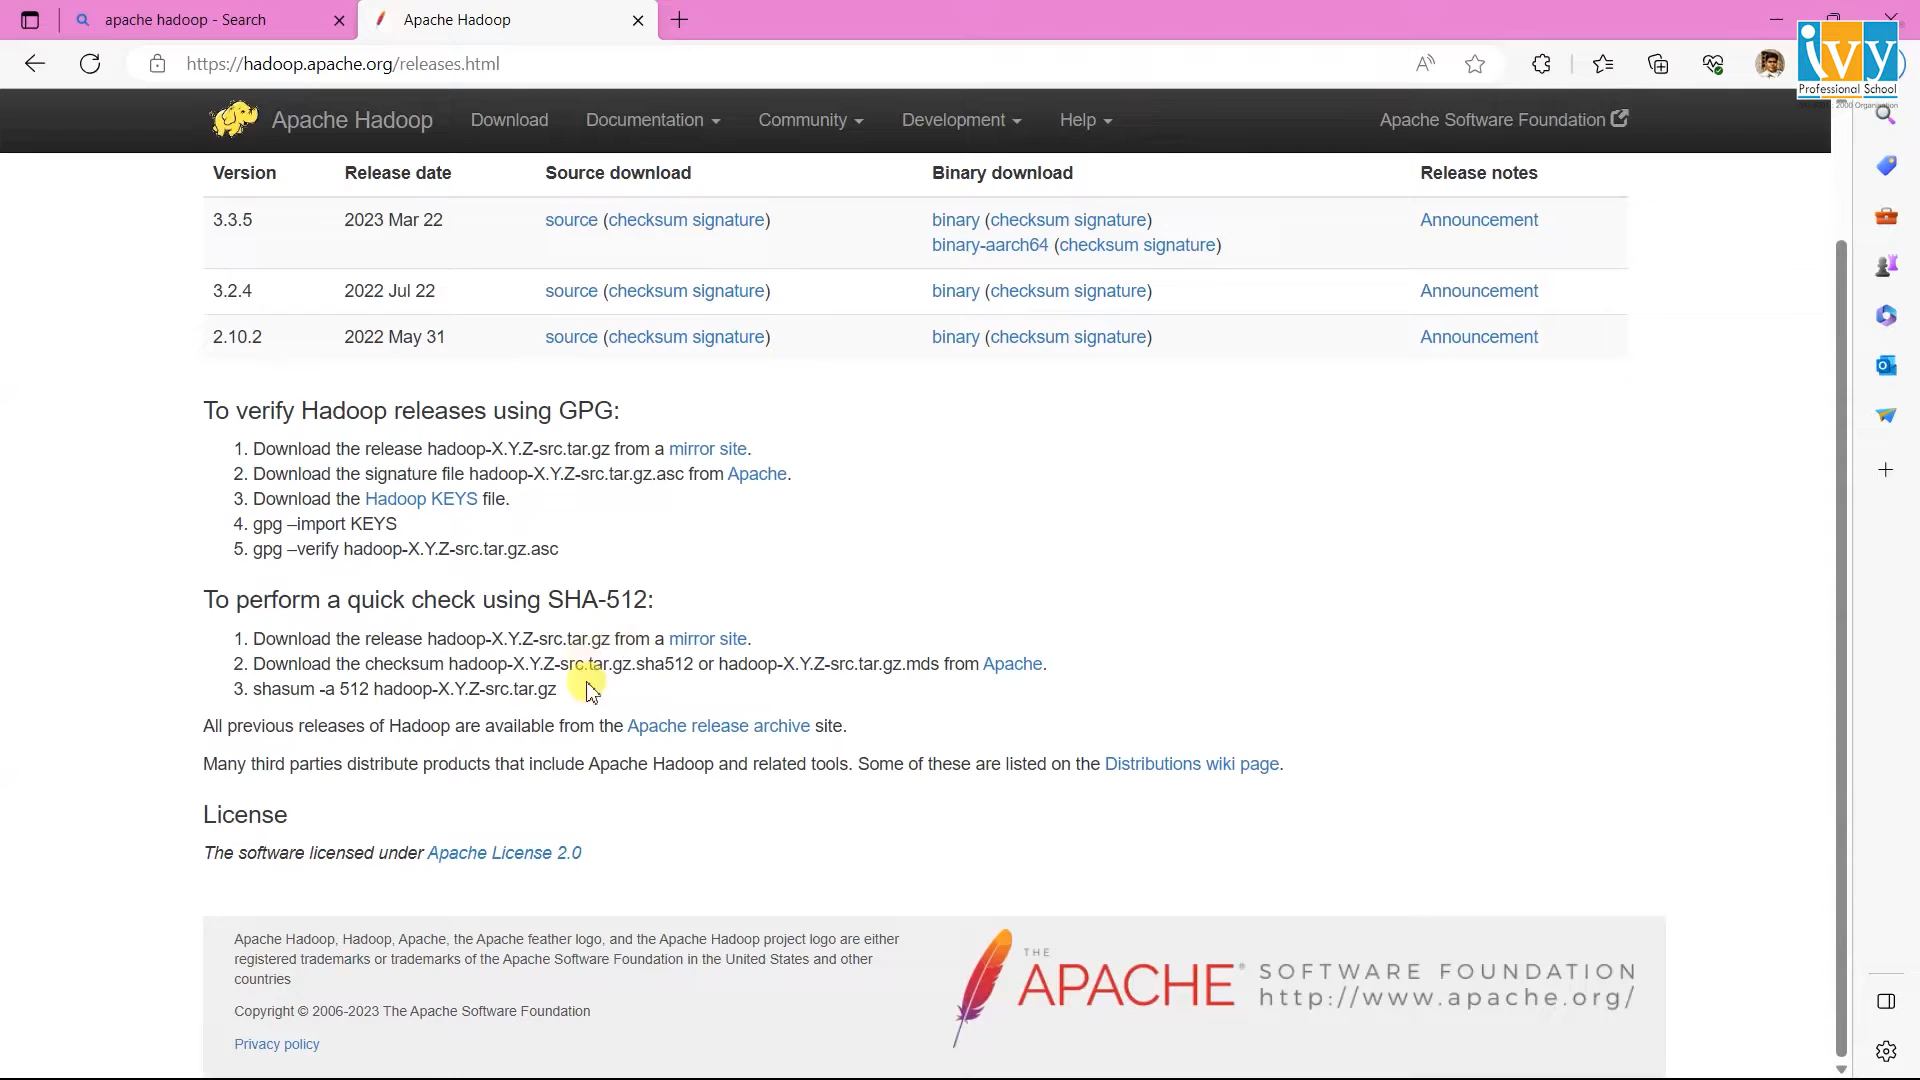 apache hadoop - Search
Apache Hadoop
https://hadoop.apache.org/releases.html
ivy
Professional School
Apache Hadoop Download Documentation Community Development Help Apache Software Foundation
Version Release date Source download Binary download Release notes
3.3.5 2023 Mar 22 source (checksum signature) binary (checksum signature) Announcement
binary-aarch64 (checksum signature)
3.2.4 2022 Jul 22 source (checksum signature) binary (checksum signature) Announcement
2.10.2 2022 May 31 source (checksum signature) binary (checksum signature) Announcement
To verify Hadoop releases using GPG:
1. Download the release hadoop-X.Y.Z-src.tar.gz from a mirror site.
2. Download the signature file hadoop-X.Y.Z-src.tar.gz.asc from Apache.
3. Download the Hadoop KEYS file.
4. gpg –import KEYS
5. gpg –verify hadoop-X.Y.Z-src.tar.gz.asc
To perform a quick check using SHA-512:
1. Download the release hadoop-X.Y.Z-src.tar.gz from a mirror site.
2. Download the checksum hadoop-X.Y.Z-src.tar.gz.sha512 or hadoop-X.Y.Z-src.tar.gz.mds from Apache.
3. shasum -a 512 hadoop-X.Y.Z-src.tar.gz
All previous releases of Hadoop are available from the Apache release archive site.
Many third parties distribute products that include Apache Hadoop and related tools. Some of these are listed on the Distributions wiki page.
License
The software licensed under Apache License 2.0
Apache Hadoop, Hadoop, Apache, the Apache feather logo, and the Apache Hadoop project logo are either
registered trademarks or trademarks of the Apache Software Foundation in the United States and other
countries
Copyright © 2006-2023 The Apache Software Foundation
Privacy policy
THE
APACHE® SOFTWARE FOUNDATION
http://www.apache.org/